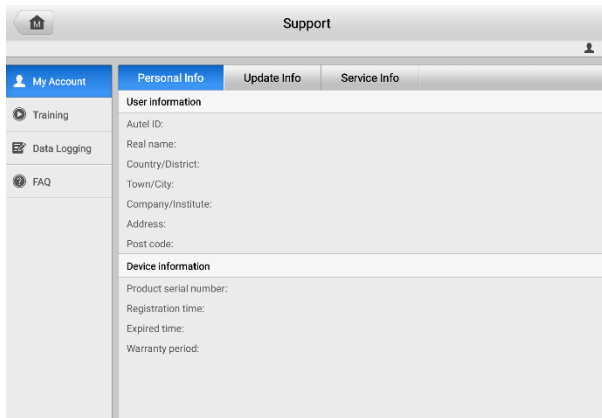 M
Support
My Account
Training
Data Logging
FAQ
Personal Info Update Info Service Info
User information
Autel ID:
Real name:
Country/District:
Town/City:
Company/Institute:
Address:
Post code:
Device information
Product serial number:
Registration time:
Expired time:
Warranty period: